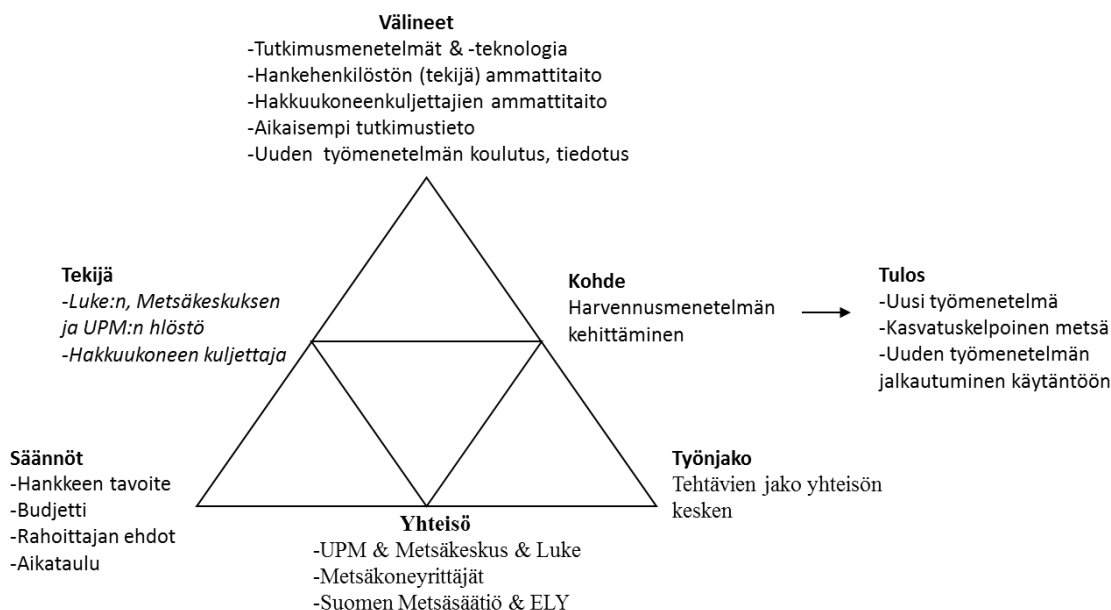 Välineet
-Tutkimusmenetelmät & -teknologia
-Hankehenkilöstön (tekijä) ammattitaito
-Hakkuukoneenkuljettajien ammattitaito
-Aikaisempi tutkimustieto
-Uuden työmenetelmän koulutus, tiedotus
Tekijä
-Luke:n, Metsäkeskuksen
ja UPM:n hlöstö
-Hakkuukoneen kuljettaja
Kohde
Harvennusmenetelmän
kehittäminen
Tulos
-Uusi työmenetelmä
-Kasvatuskelpoinen metsä
-Uuden työmenetelmän
jalkautuminen käytäntöön
Säännöt
-Hankkeen tavoite
-Budjetti
-Rahoittajan ehdot
-Aikataulu
Yhteisö
-UPM & Metsäkeskus & Luke
-Metsäkoneyrittäjät
-Suomen Metsäsäätiö & ELY
Työnjako
Tehtävien jako yhteisön
kesken